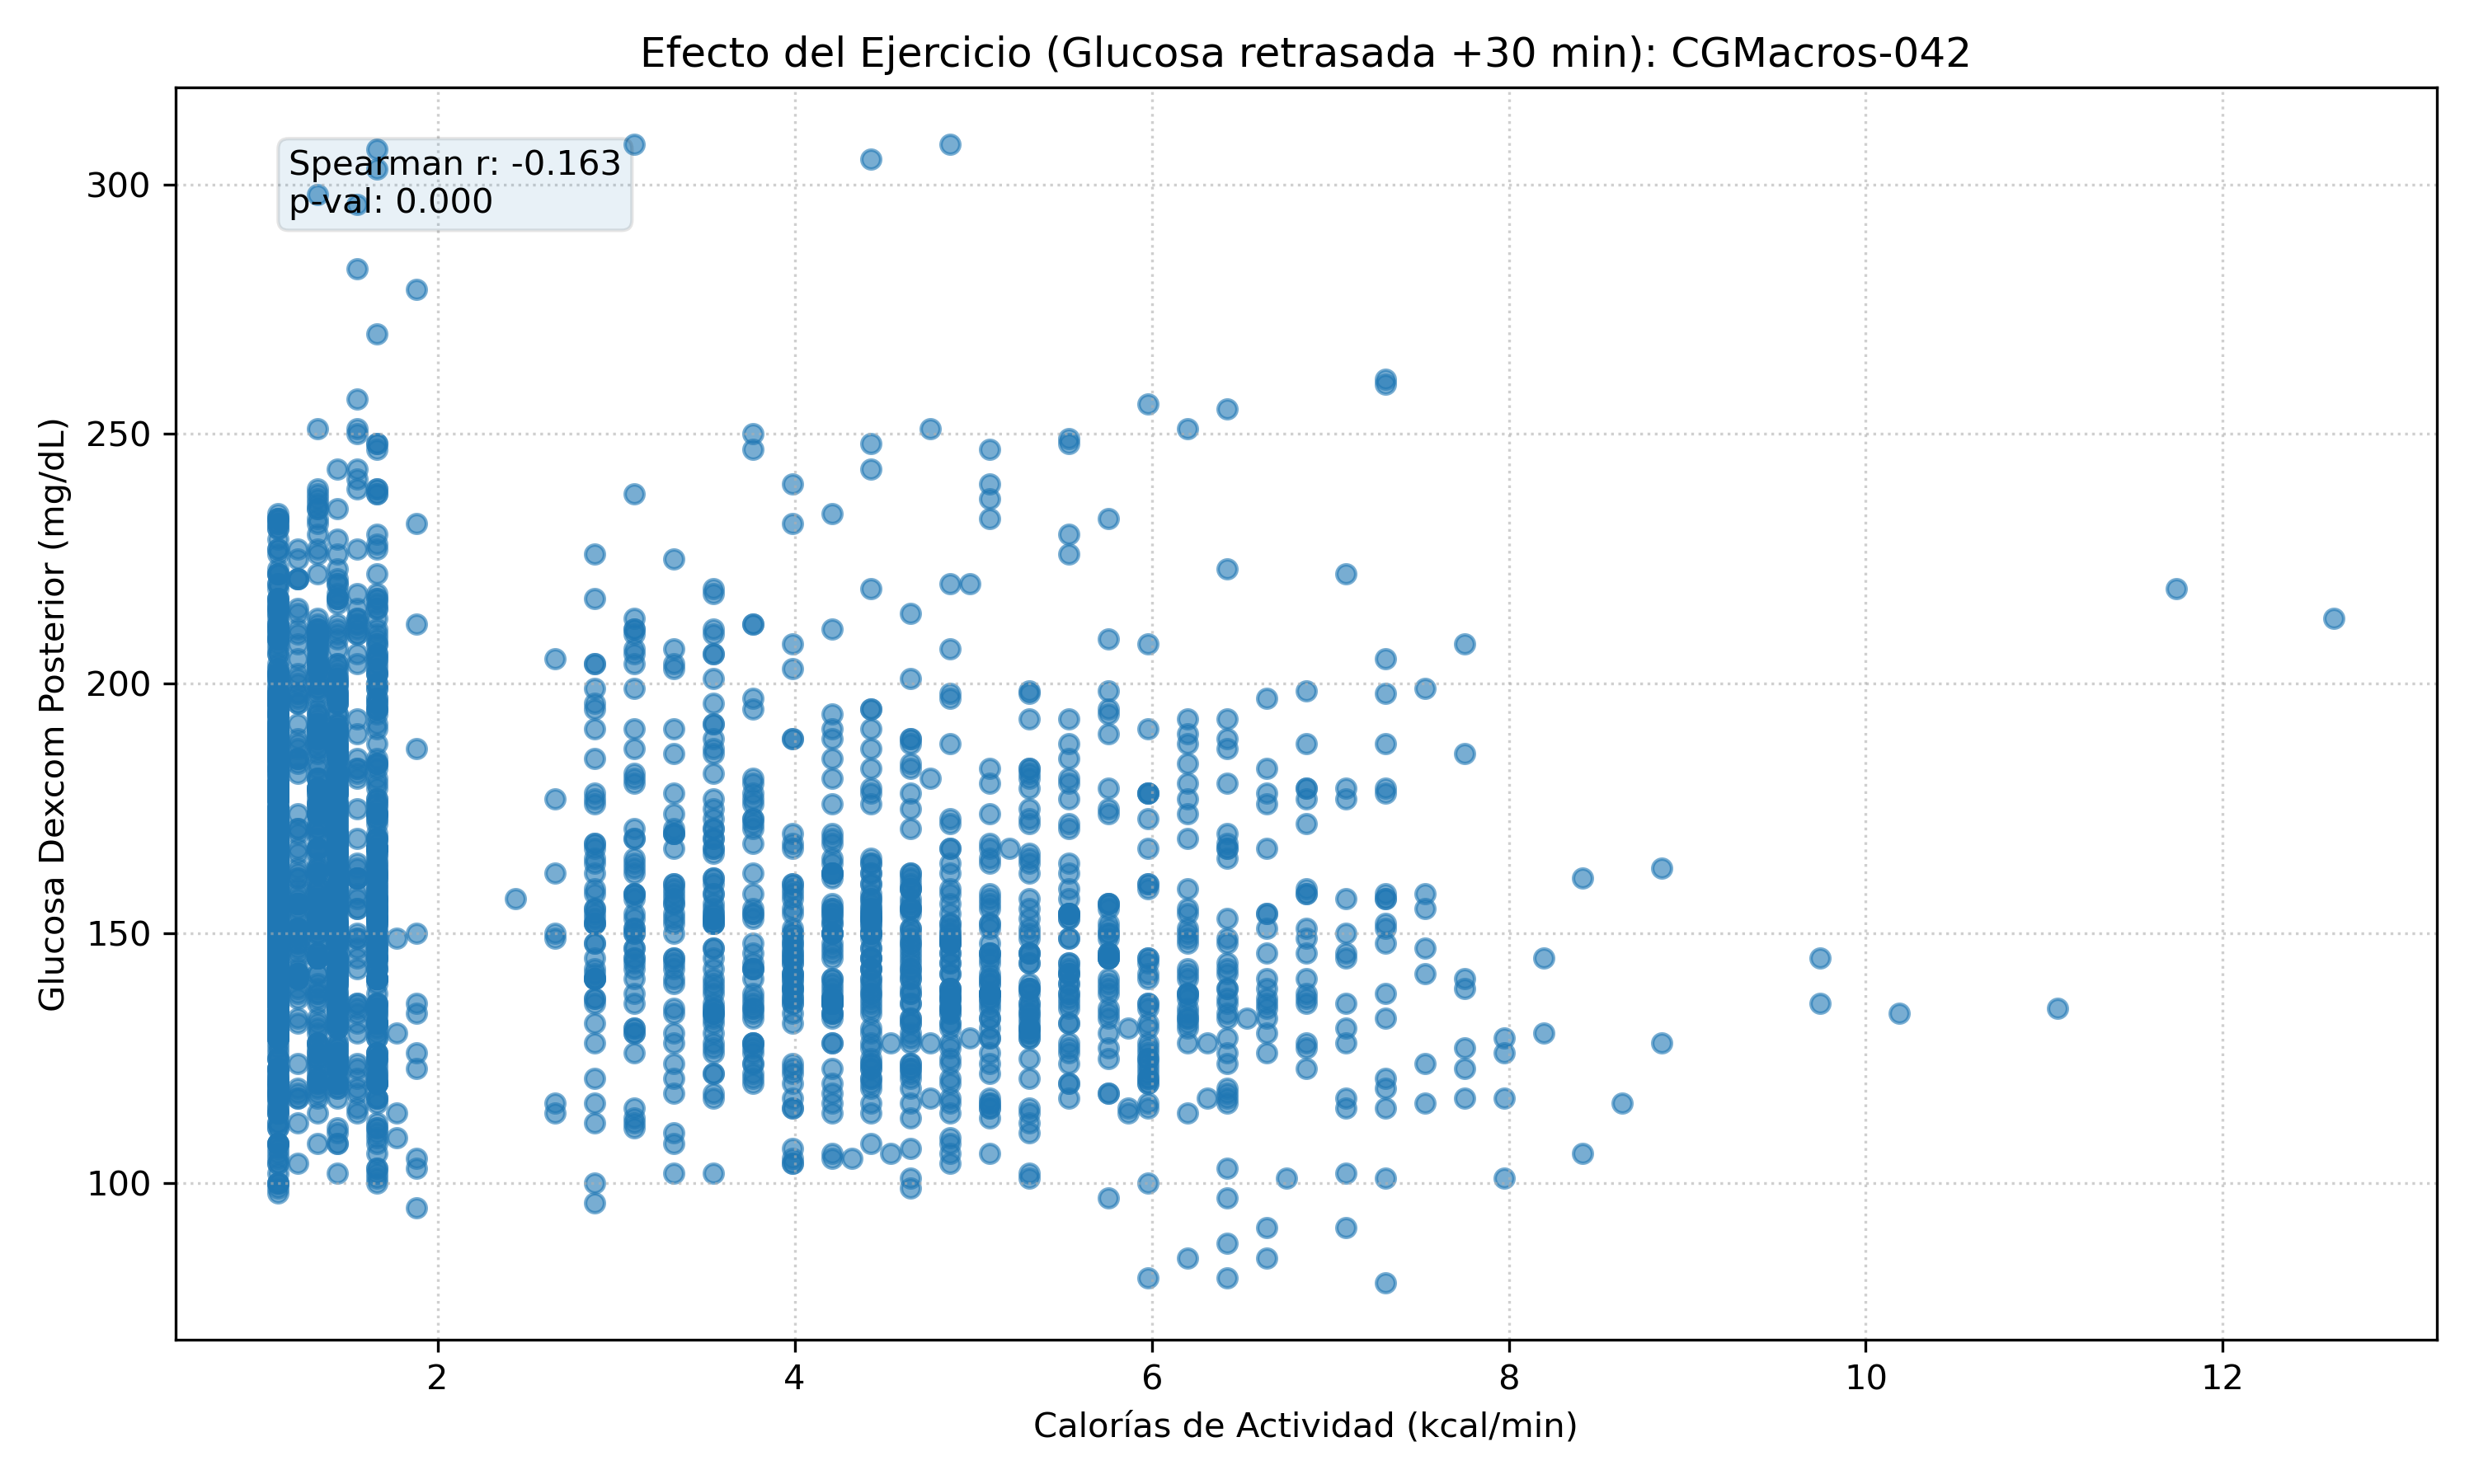 Efecto del Ejercicio (Glucosa retrasada +30 min): CGMacros-042
Spearman r: -0.163
p-val: 0.000
Glucosa Dexcom Posterior (mg/dL)
300
250
200
150
100
2 4 6 8 10 12
Calorías de Actividad (kcal/min)